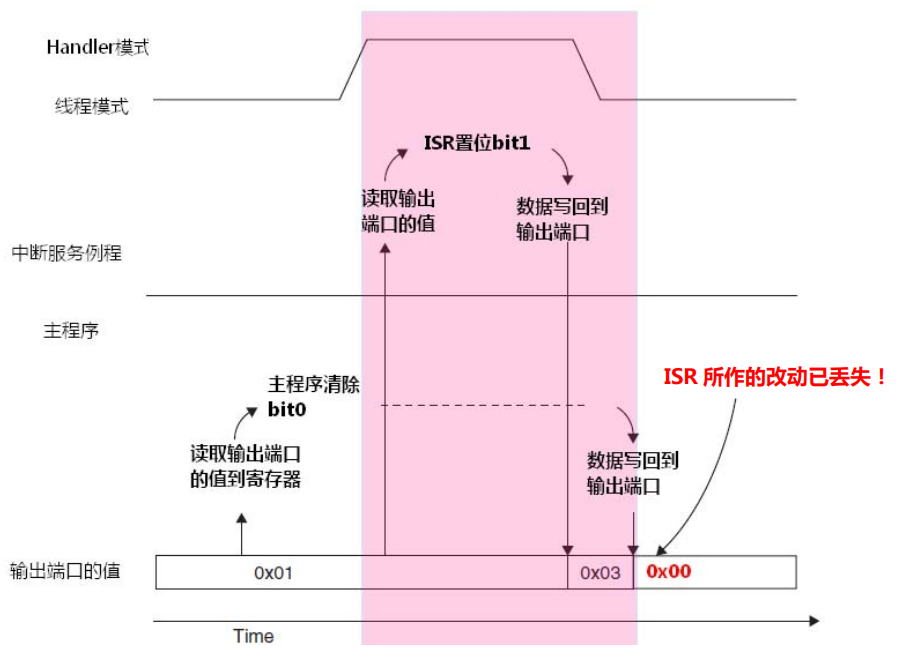 Handler模式
线程模式
ISR置位bit1
读取输出
端口的值
数据写回到
输出端口
中断服务例程
主程序
主程序清除
bit0
ISR 所作的改动已丢失！
读取输出端口
的值到寄存器
数据写回到
输出端口
输出端口的值
0x01
0x03
0x00
Time